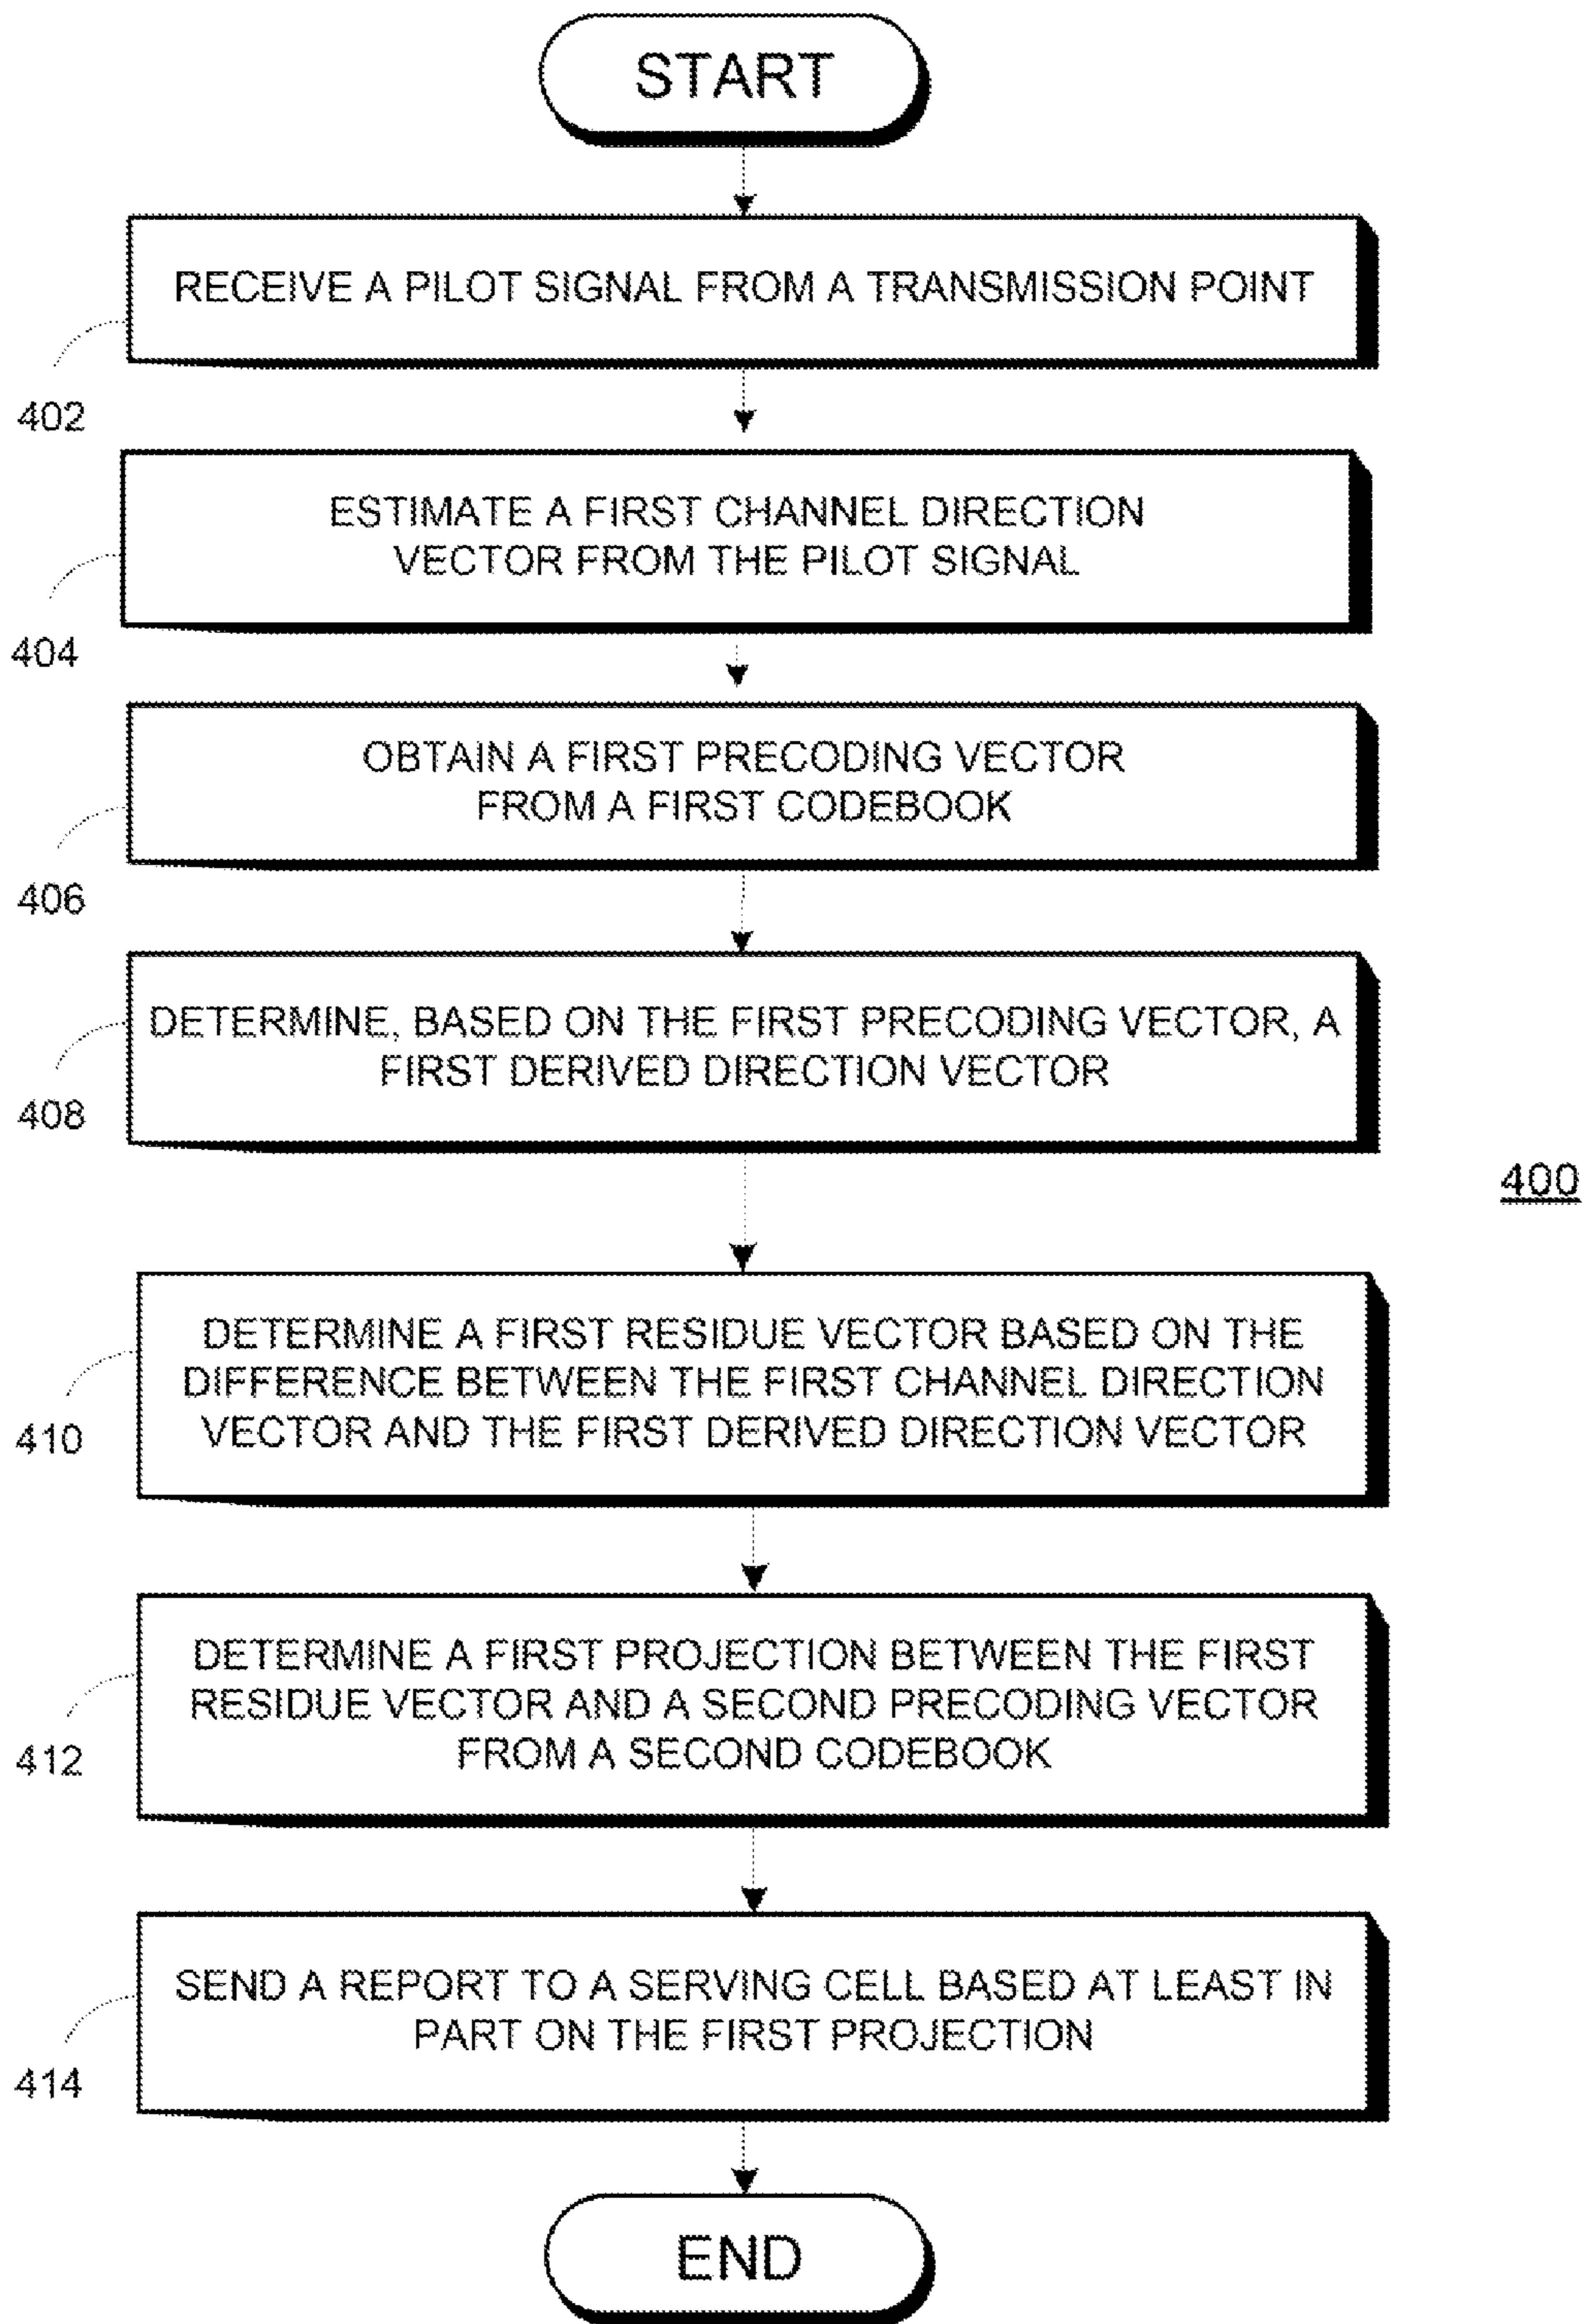 START
RECEIVE A PILOT SIGNAL FROM A TRANSMISSION POINT
402
ESTIMATE A FIRST CHANNEL DIRECTION
VECTOR FROM THE PILOT SIGNAL
404
OBTAIN A FIRST PRECODING VECTOR
FROM A FIRST CODEBOOK
406
DETERMINE, BASED ON THE FIRST PRECODING VECTOR, A
FIRST DERIVED DIRECTION VECTOR
408
400
DETERMINE A FIRST RESIDUE VECTOR BASED ON THE
DIFFERENCE BETWEEN THE FIRST CHANNEL DIRECTION
VECTOR AND THE FIRST DERIVED DIRECTION VECTOR
410
DETERMINE A FIRST PROJECTION BETWEEN THE FIRST
RESIDUE VECTOR AND A SECOND PRECODING VECTOR
FROM A SECOND CODEBOOK
412
SEND A REPORT TO A SERVING CELL BASED AT LEAST IN
PART ON THE FIRST PROJECTION
414
END